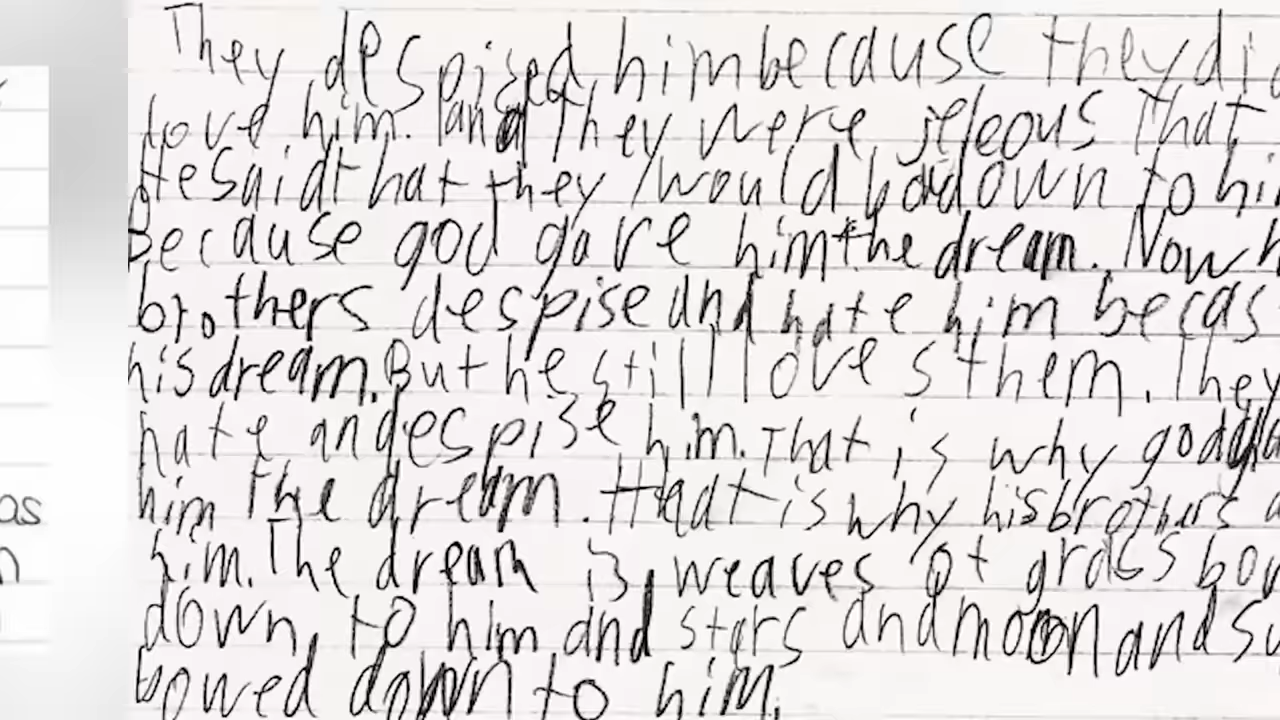 as
They despised him because they di
love him. and they were jeleous That
He Said that they would bow down to hi
Because god gave him the dream. Now h
brothers despise and hate him becas
his dream. But he still loves them. They
hate an despise him. That is why god
him The dream. That is why his brothers
him. The dream is weaves of grass bow
down to him and stars and moon and Su
bowed down to him.